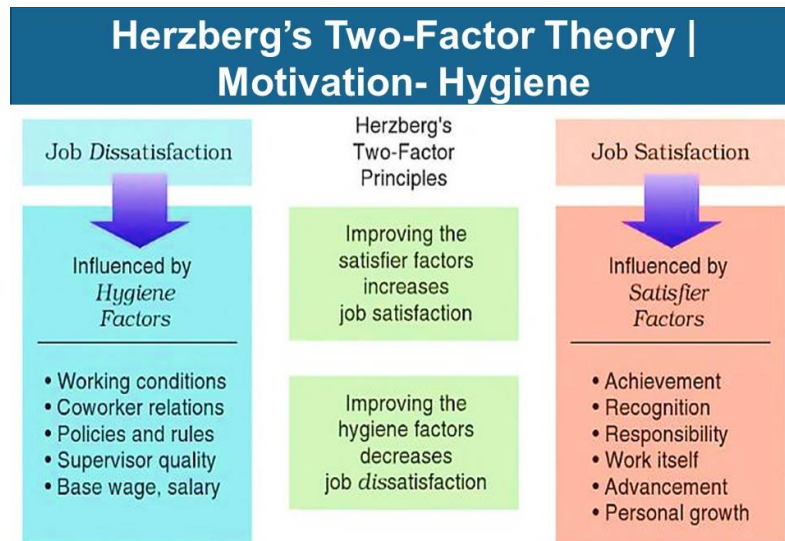 Herzberg's Two-Factor Theory |
Motivation- Hygiene
Job Dissatisfaction
Influenced by
Hygiene
Factors
• Working conditions
• Coworker relations
• Policies and rules
• Supervisor quality
• Base wage, salary
Herzberg's
Two-Factor
Principles
Improving the
satisfier factors
increases
job satisfaction
Improving the
hygiene factors
decreases
job dissatisfaction
Job Satisfaction
Influenced by
Satisfier
Factors
• Achievement
• Recognition
• Responsibility
• Work itself
• Advancement
• Personal growth